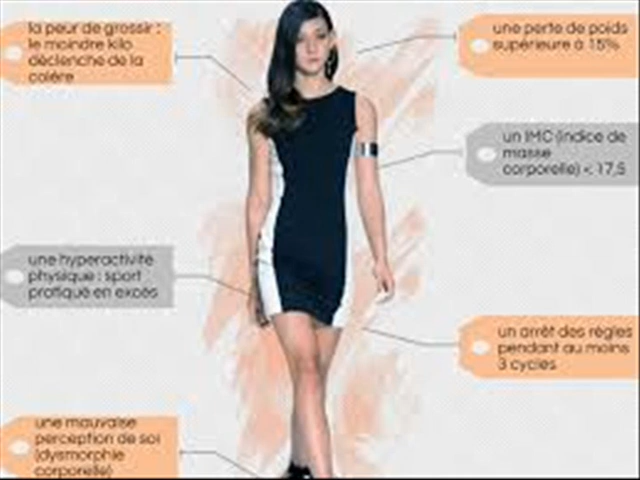 la peur de grossir :
le moindre kilo
déclenche de la
colère
une perte de poids
supérieure à 15%
un IMC (indice de
masse
corporelle) < 17,5
une hyperactivité
physique : sport
pratiqué en excès
un arrêt des règles
pendant au moins
3 cycles
une mauvaise
perception de soi
(dysmorphie
corporelle)